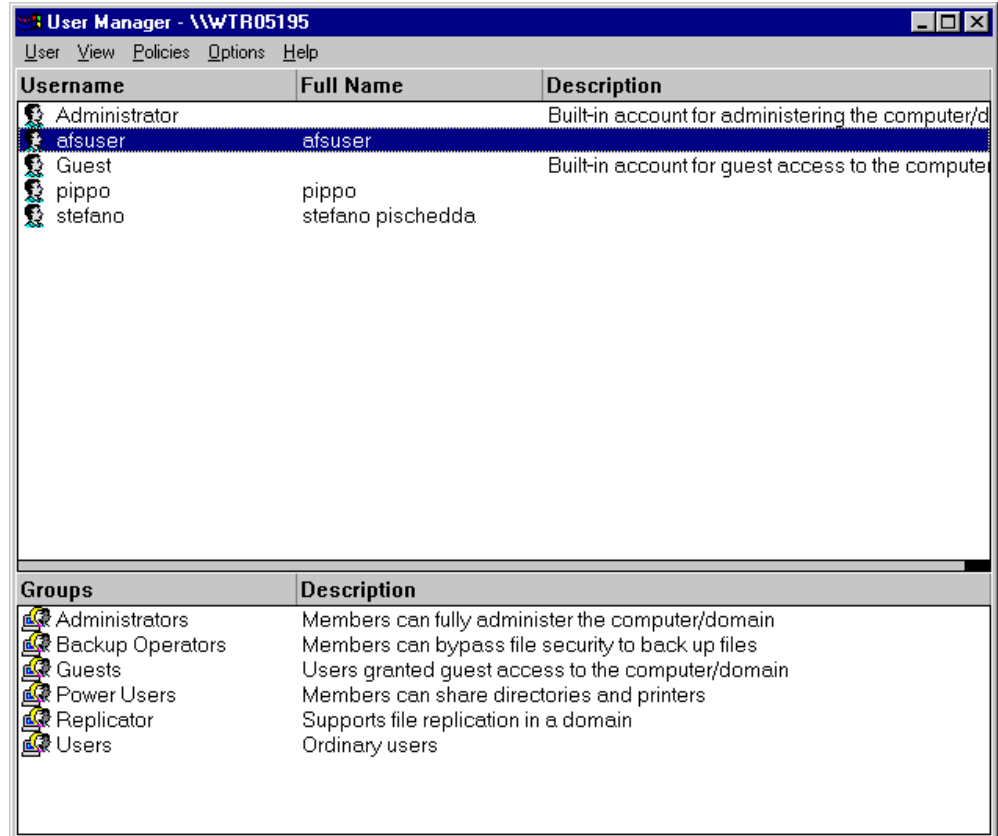 User Manager - \\WTR05195
User View Policies Options Help
Username Full Name Description
Administrator Built-in account for administering the computer/d
afsuser afsuser
Guest Built-in account for guest access to the computer
pippo pippo
stefano stefano pischedda
Groups Description
Administrators Members can fully administer the computer/domain
Backup Operators Members can bypass file security to back up files
Guests Users granted guest access to the computer/domain
Power Users Members can share directories and printers
Replicator Supports file replication in a domain
Users Ordinary users